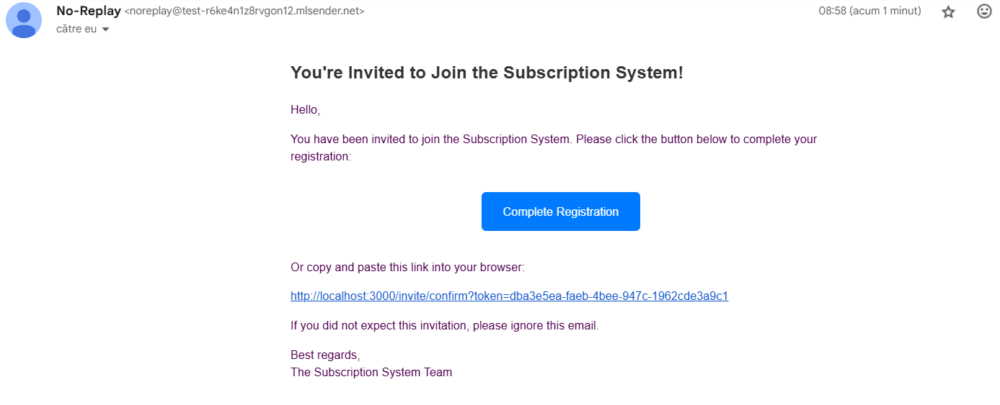 No-Replay <noreplay@test-r6ke4n1z8rvgon12.mlsender.net> 08:58 (acum 1 minut)
către eu
You're Invited to Join the Subscription System!
Hello,
You have been invited to join the Subscription System. Please click the button below to complete your
registration:
Complete Registration
Or copy and paste this link into your browser:
http://localhost:3000/invite/confirm?token=dba3e5ea-faeb-4bee-947c-1962cde3a9c1
If you did not expect this invitation, please ignore this email.
Best regards,
The Subscription System Team